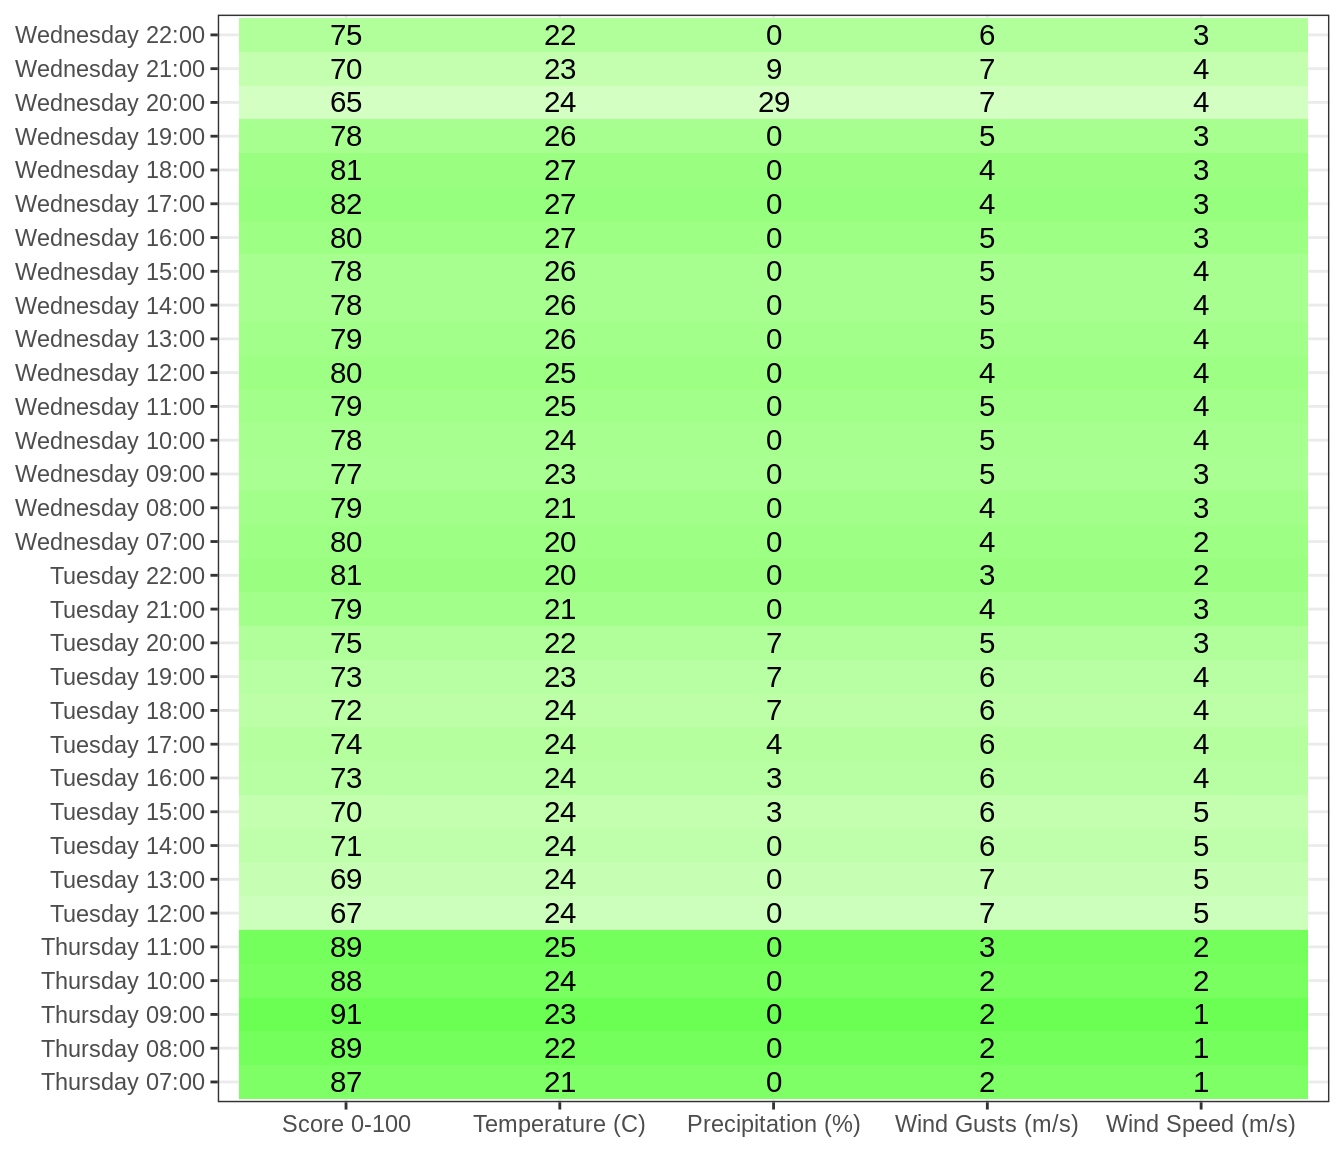 Wednesday 22:00 75 22 0 6 3
Wednesday 21:00 70 23 9 7 4
Wednesday 20:00 65 24 29 7 4
Wednesday 19:00 78 26 0 5 3
Wednesday 18:00 81 27 0 4 3
Wednesday 17:00 82 27 0 4 3
Wednesday 16:00 80 27 0 5 3
Wednesday 15:00 78 26 0 5 4
Wednesday 14:00 78 26 0 5 4
Wednesday 13:00 79 26 0 5 4
Wednesday 12:00 80 25 0 4 4
Wednesday 11:00 79 25 0 5 4
Wednesday 10:00 78 24 0 5 4
Wednesday 09:00 77 23 0 5 3
Wednesday 08:00 79 21 0 4 3
Wednesday 07:00 80 20 0 4 2
Tuesday 22:00 81 20 0 3 2
Tuesday 21:00 79 21 0 4 3
Tuesday 20:00 75 22 7 5 3
Tuesday 19:00 73 23 7 6 4
Tuesday 18:00 72 24 7 6 4
Tuesday 17:00 74 24 4 6 4
Tuesday 16:00 73 24 3 6 4
Tuesday 15:00 70 24 3 6 5
Tuesday 14:00 71 24 0 6 5
Tuesday 13:00 69 24 0 7 5
Tuesday 12:00 67 24 0 7 5
Thursday 11:00 89 25 0 3 2
Thursday 10:00 88 24 0 2 2
Thursday 09:00 91 23 0 2 1
Thursday 08:00 89 22 0 2 1
Thursday 07:00 87 21 0 2 1
Score 0-100 Temperature (C) Precipitation (%) Wind Gusts (m/s) Wind Speed (m/s)